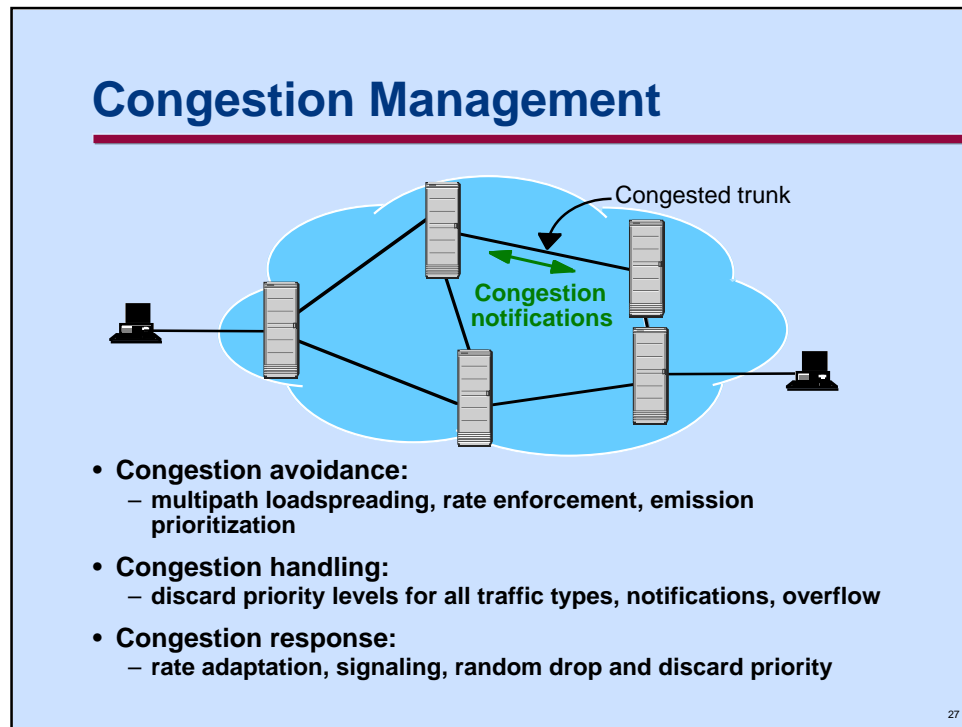 Congestion Management
Congested trunk
Congestion
notifications
• Congestion avoidance:
– multipath loadspreading, rate enforcement, emission
prioritization
• Congestion handling:
– discard priority levels for all traffic types, notifications, overflow
• Congestion response:
– rate adaptation, signaling, random drop and discard priority
27